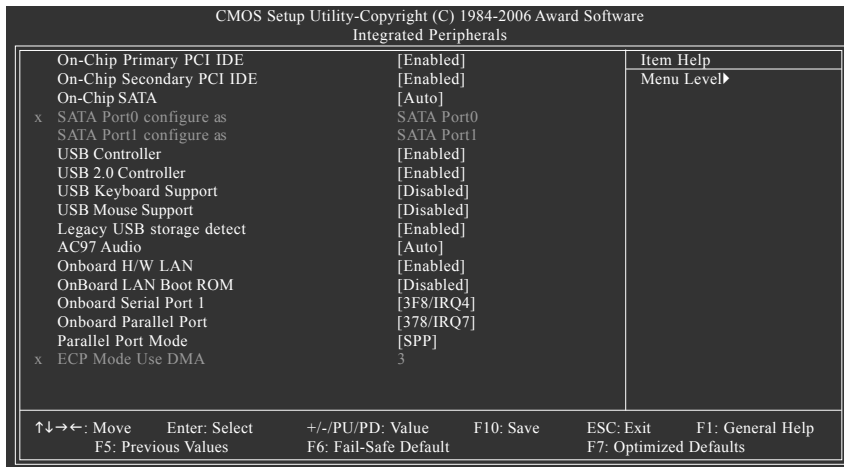 CMOS Setup Utility-Copyright (C) 1984-2006 Award Software
Integrated Peripherals
On-Chip Primary PCI IDE [Enabled]
On-Chip Secondary PCI IDE [Enabled]
On-Chip SATA [Auto]
x SATA Port0 configure as SATA Port0
SATA Port1 configure as SATA Port1
USB Controller [Enabled]
USB 2.0 Controller [Enabled]
USB Keyboard Support [Disabled]
USB Mouse Support [Disabled]
Legacy USB storage detect [Enabled]
AC97 Audio [Auto]
Onboard H/W LAN [Enabled]
OnBoard LAN Boot ROM [Disabled]
Onboard Serial Port 1 [3F8/IRQ4]
Onboard Parallel Port [378/IRQ7]
Parallel Port Mode [SPP]
x ECP Mode Use DMA 3
Item Help
Menu Level▶
↑↓→←: Move Enter: Select +/-/PU/PD: Value F10: Save ESC: Exit F1: General Help
F5: Previous Values F6: Fail-Safe Default F7: Optimized Defaults